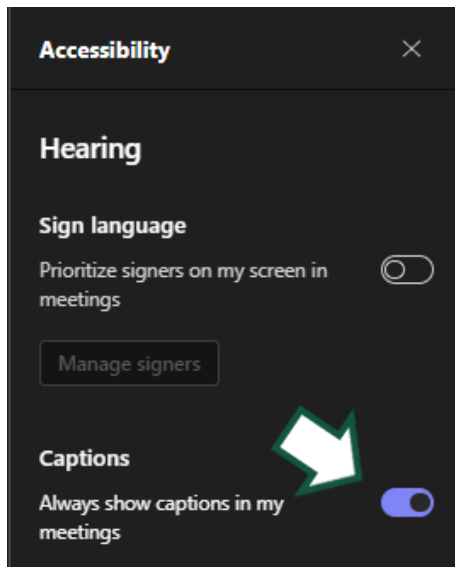 Accessibility
Hearing
Sign language
Prioritize signers on my screen in
meetings
Manage signers
Captions
Always show captions in my
meetings